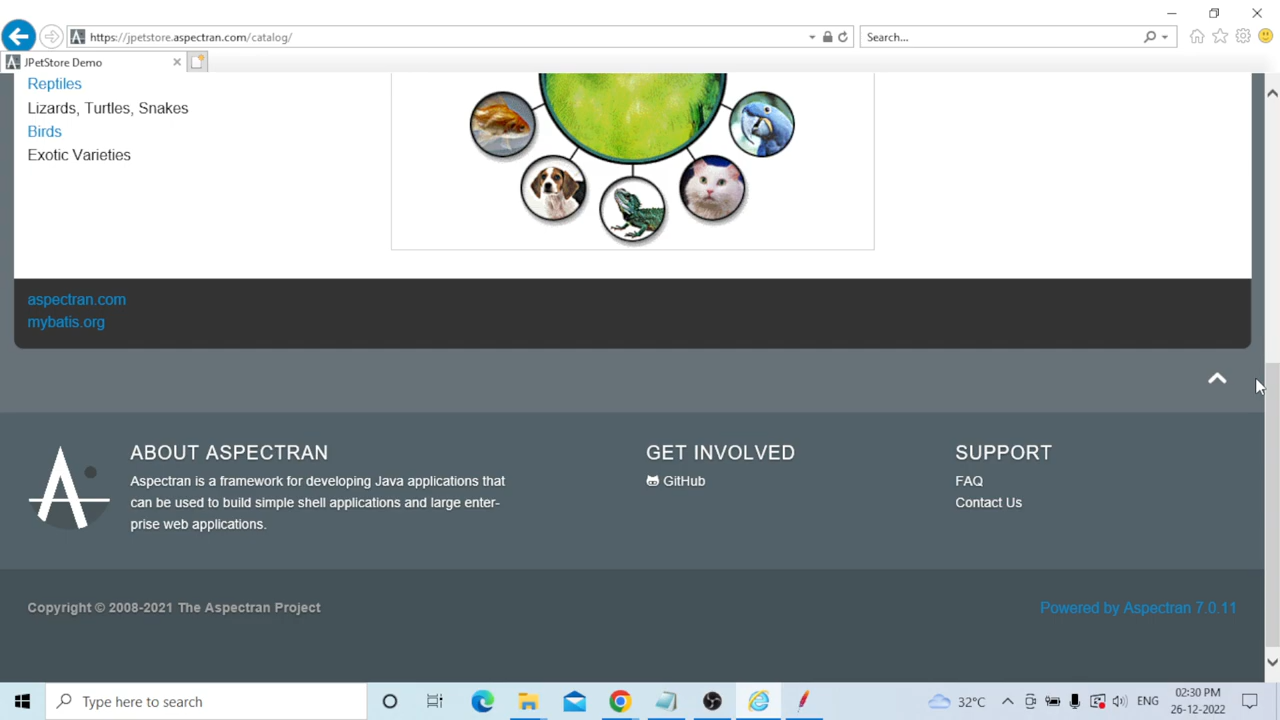 https://jpetstore.aspectran.com/catalog/
Search...
JPetStore Demo
Reptiles
Lizards, Turtles, Snakes
Birds
Exotic Varieties
aspectran.com
mybatis.org
ABOUT ASPECTRAN
Aspectran is a framework for developing Java applications that
can be used to build simple shell applications and large enter-
prise web applications.
GET INVOLVED
GitHub
SUPPORT
FAQ
Contact Us
Copyright © 2008-2021 The Aspectran Project
Powered by Aspectran 7.0.11
Type here to search
32°C
ENG
02:30 PM
26-12-2022